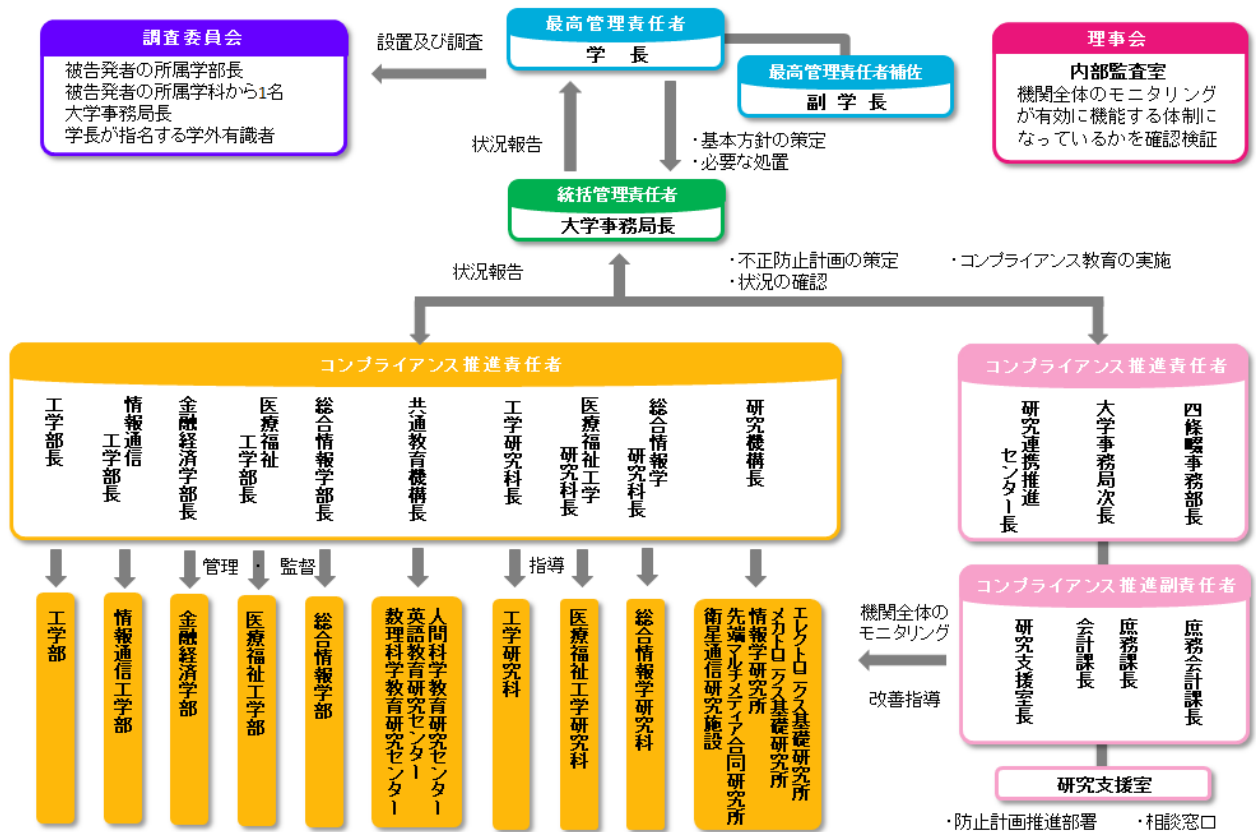 調査委員会
被告発者の所属学部長
被告発者の所属学科から1名
大学事務局長
学長が指名する学外有識者
設置及び調査
最高管理責任者
学 長
最高管理責任者補佐
副 学 長
理事会
内部監査室
機関全体のモニタリング
が有効に機能する体制に
なっているかを確認検証
状況報告
・基本方針の策定
・必要な処置
統括管理責任者
大学事務局長
状況報告
・不正防止計画の策定
・状況の確認
・コンプライアンス教育の実施
コンプライアンス推進責任者
工学部長
情報通信
工学部長
金融経済学部長
医療福祉
工学部長
総合情報学部長
共通教育機構長
工学研究科長
医療福祉工学
研究科長
総合情報学
研究科長
研究機構長
コンプライアンス推進責任者
研究連携推進
センター長
大学事務局次長
四條畷事務部長
管理 ・ 監督
指導
工学部
情報通信工学部
金融経済学部
医療福祉工学部
総合情報学部
人間科学教育研究センター
英語教育研究センター
数理科学教育研究センター
工学研究科
医療福祉工学研究科
総合情報学研究科
エレクトロニクス基礎研究所
メカトロニクス基礎研究所
情報学研究所
先端マルチメディア合同研究所
衛星通信研究施設
機関全体の
モニタリング
改善指導
コンプライアンス推進副責任者
研究支援室長
会計課長
庶務課長
庶務会計課長
研究支援室
・防止計画推進部署
・相談窓口